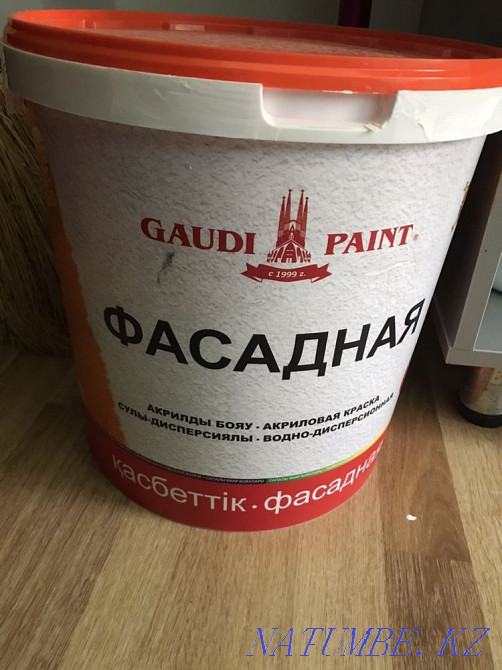 GAUDI PAINT
с 1999 г.
ФАСАДНАЯ
АКРИЛДЫ БОЯУ · АКРИЛОВАЯ КРАСКА
СУЛЫ-ДИСПЕРСИЯЛЫ · ВОДНО-ДИСПЕРСИОННАЯ
қасбеттік · фасадная
NATUMBE.KZ